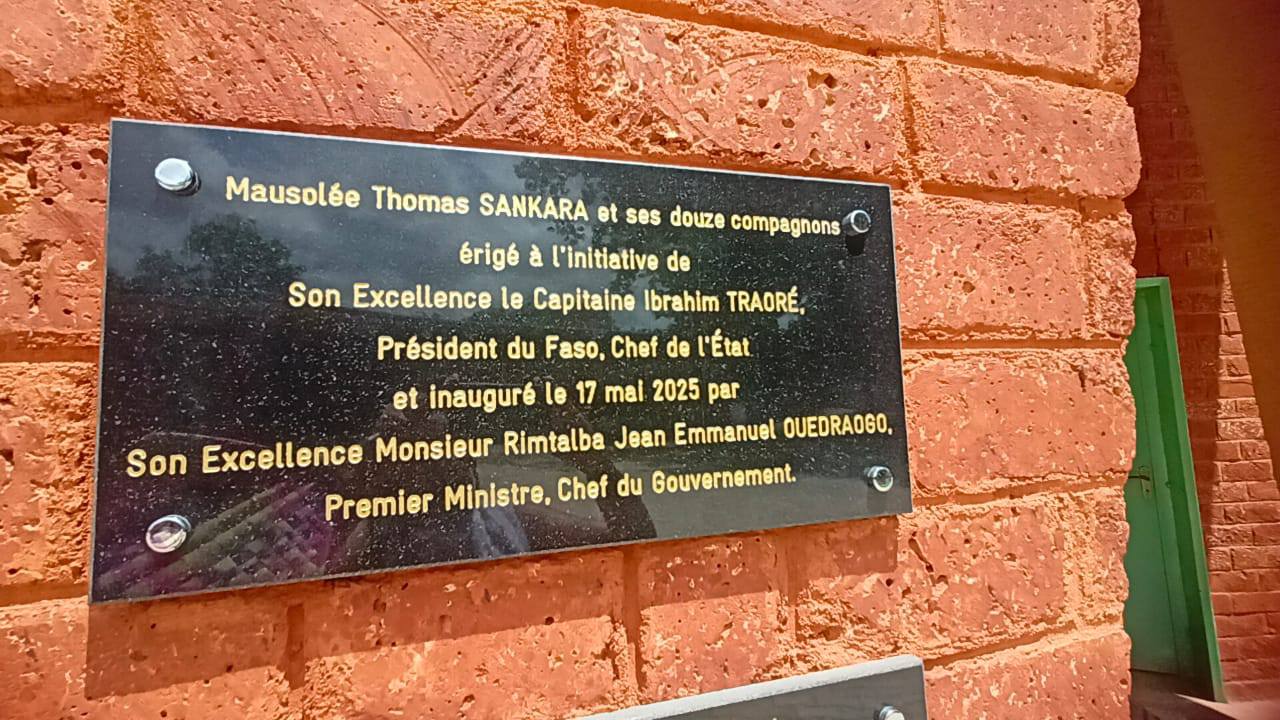 Mausolée Thomas SANKARA et ses douze compagnons
érigé à l'initiative de
Son Excellence le Capitaine Ibrahim TRAORÉ,
Président du Faso, Chef de l'État
et inauguré le 17 mai 2025 par
Son Excellence Monsieur Rimtalba Jean Emmanuel OUEDRAOGO,
Premier Ministre, Chef du Gouvernement.